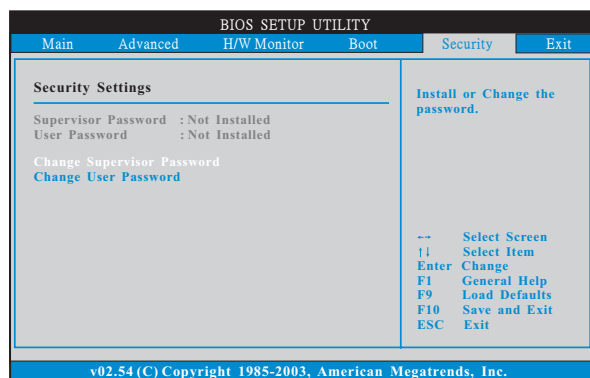 BIOS SETUP UTILITY
Main Advanced H/W Monitor Boot Security Exit
Security Settings
Supervisor Password : Not Installed
User Password : Not Installed
Change Supervisor Password
Change User Password
Install or Change the
password.
←→ Select Screen
↑↓ Select Item
Enter Change
F1 General Help
F9 Load Defaults
F10 Save and Exit
ESC Exit
v02.54 (C) Copyright 1985-2003, American Megatrends, Inc.